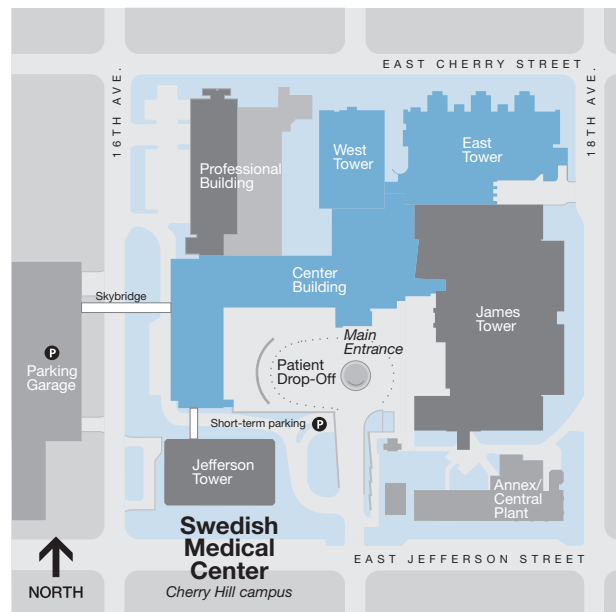 EAST CHERRY STREET
16TH AVE.
18TH AVE.
West
Tower
East
Tower
Professional
Building
Center
Building
Skybridge
James
Tower
Main
Entrance
P
Parking
Garage
Patient
Drop-Off
Short-term parking P
Jefferson
Tower
Annex/
Central
Plant
Swedish
Medical
Center
Cherry Hill campus
EAST JEFFERSON STREET
NORTH